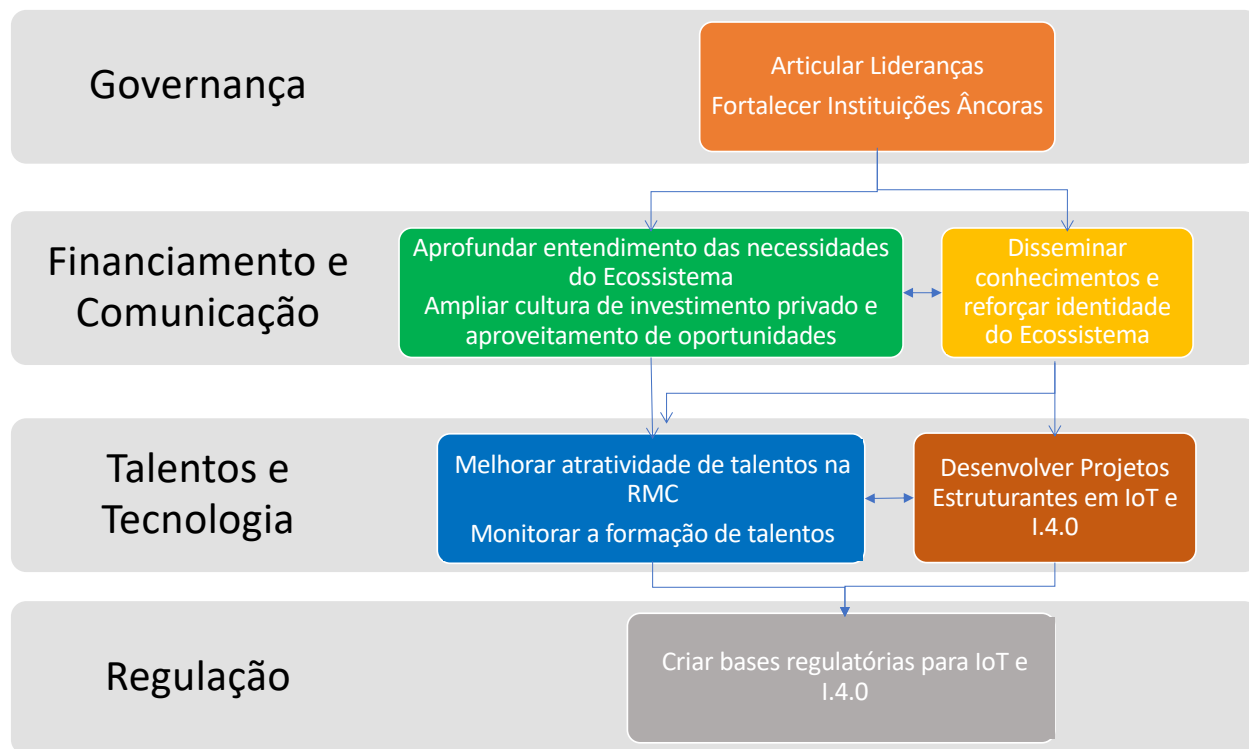 Governança
Articular Lideranças
Fortalecer Instituições Âncoras
Financiamento e
Comunicação
Aprofundar entendimento das necessidades
do Ecossistema
Ampliar cultura de investimento privado e
aproveitamento de oportunidades
Disseminar
conhecimentos e
reforçar identidade
do Ecossistema
Talentos e
Tecnologia
Melhorar atratividade de talentos na
RMC
Monitorar a formação de talentos
Desenvolver Projetos
Estruturantes em IoT e
I.4.0
Regulação
Criar bases regulatórias para IoT e
I.4.0